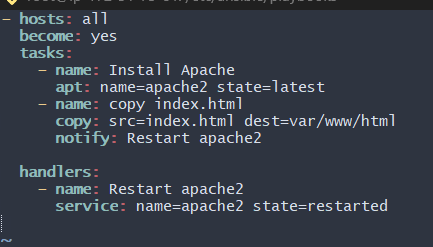 - hosts: all
  become: yes
  tasks:
    - name: Install Apache
      apt: name=apache2 state=latest
    - name: copy index.html
      copy: src=index.html dest=var/www/html
      notify: Restart apache2

  handlers:
    - name: Restart apache2
      service: name=apache2 state=restarted
~